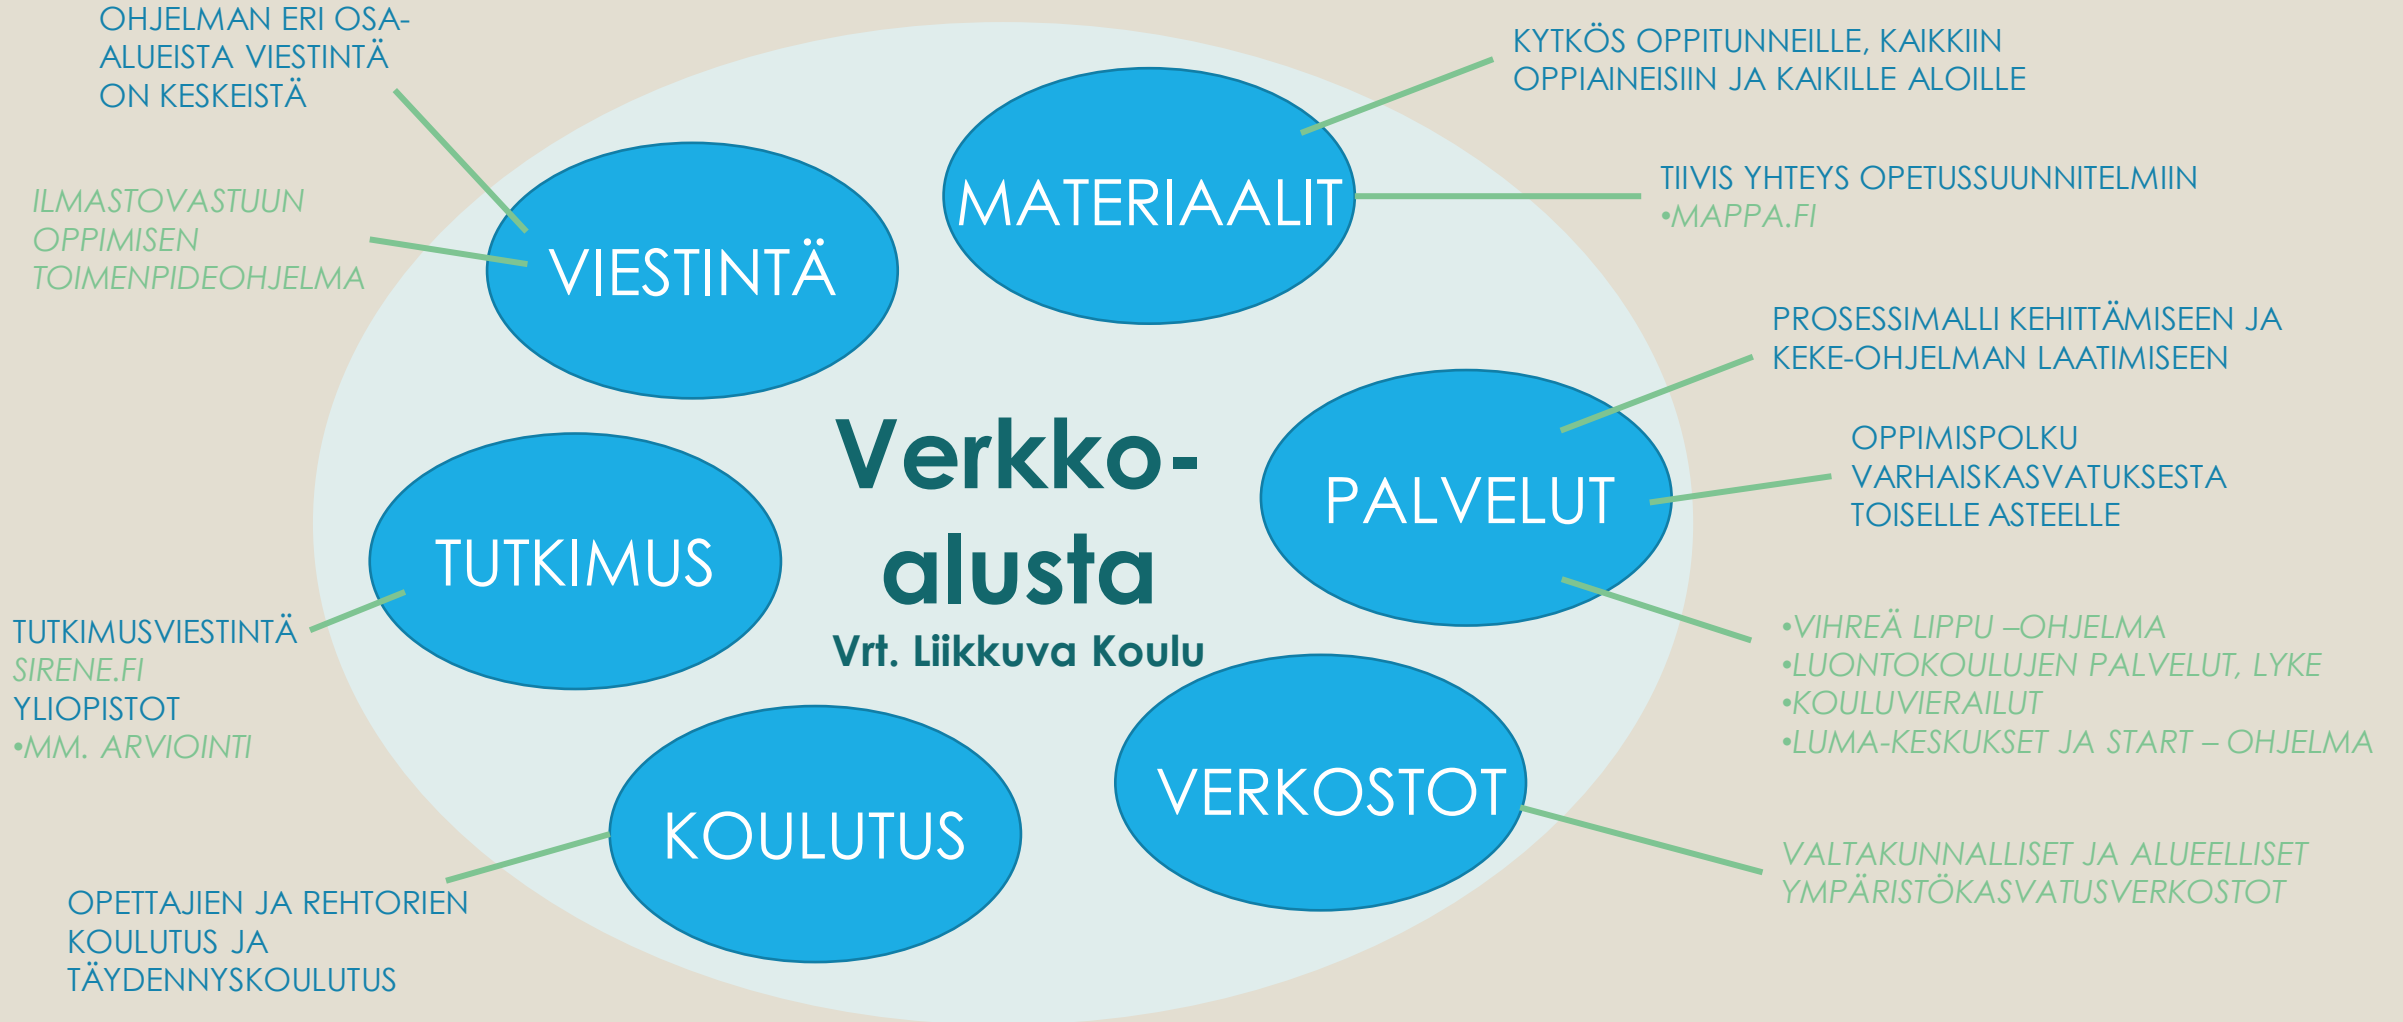 OHJELMAN ERI OSA-
ALUEISTA VIESTINTÄ
ON KESKEISTÄ
ILMASTOVASTUUN
OPPIMISEN
TOIMENPIDEOHJELMA
VIESTINTÄ
MATERIAALIT
KYTKÖS OPPITUNNEILLE, KAIKKIIN
OPPIAINEISIIN JA KAIKILLE ALOILLE
TIIVIS YHTEYS OPETUSSUUNNITELMIIN
•MAPPA.FI
PROSESSIMALLI KEHITTÄMISEEN JA
KEKE-OHJELMAN LAATIMISEEN
PALVELUT
OPPIMISPOLKU
VARHAISKASVATUKSESTA
TOISELLE ASTEELLE
•VIHREÄ LIPPU –OHJELMA
•LUONTOKOULUJEN PALVELUT, LYKE
•KOULUVIERAILUT
•LUMA-KESKUKSET JA START – OHJELMA
Verkko-
alusta
Vrt. Liikkuva Koulu
TUTKIMUS
TUTKIMUSVIESTINTÄ
SIRENE.FI
YLIOPISTOT
•MM. ARVIOINTI
KOULUTUS
OPETTAJIEN JA REHTORIEN
KOULUTUS JA
TÄYDENNYSKOULUTUS
VERKOSTOT
VALTAKUNNALLISET JA ALUEELLISET
YMPÄRISTÖKASVATUSVERKOSTOT